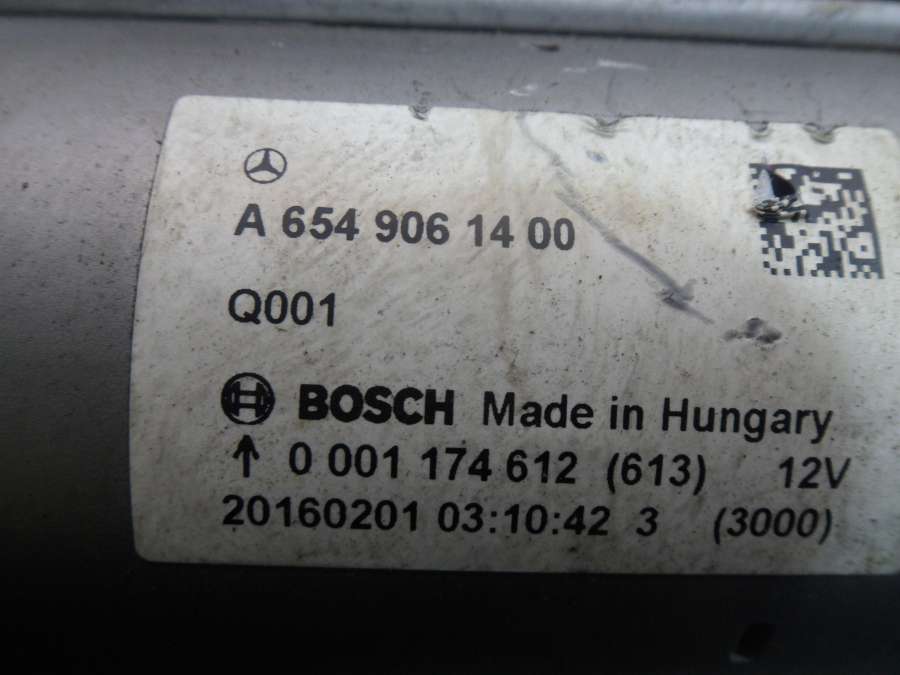 A 654 906 14 00
Q001
BOSCH Made in Hungary
↑ 0 001 174 612 (613) 12V
20160201 03:10:42 3 (3000)